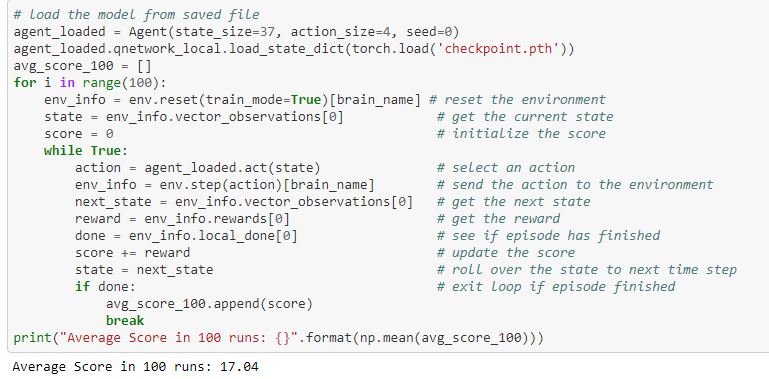 # load the model from saved file
agent_loaded = Agent(state_size=37, action_size=4, seed=0)
agent_loaded.qnetwork_local.load_state_dict(torch.load('checkpoint.pth'))
avg_score_100 = []
for i in range(100):
    env_info = env.reset(train_mode=True)[brain_name] # reset the environment
    state = env_info.vector_observations[0]            # get the current state
    score = 0                                          # initialize the score
    while True:
        action = agent_loaded.act(state)               # select an action
        env_info = env.step(action)[brain_name]        # send the action to the environment
        next_state = env_info.vector_observations[0]   # get the next state
        reward = env_info.rewards[0]                   # get the reward
        done = env_info.local_done[0]                  # see if episode has finished
        score += reward                                # update the score
        state = next_state                             # roll over the state to next time step
        if done:                                       # exit loop if episode finished
            avg_score_100.append(score)
            break
print("Average Score in 100 runs: {}".format(np.mean(avg_score_100)))
Average Score in 100 runs: 17.04